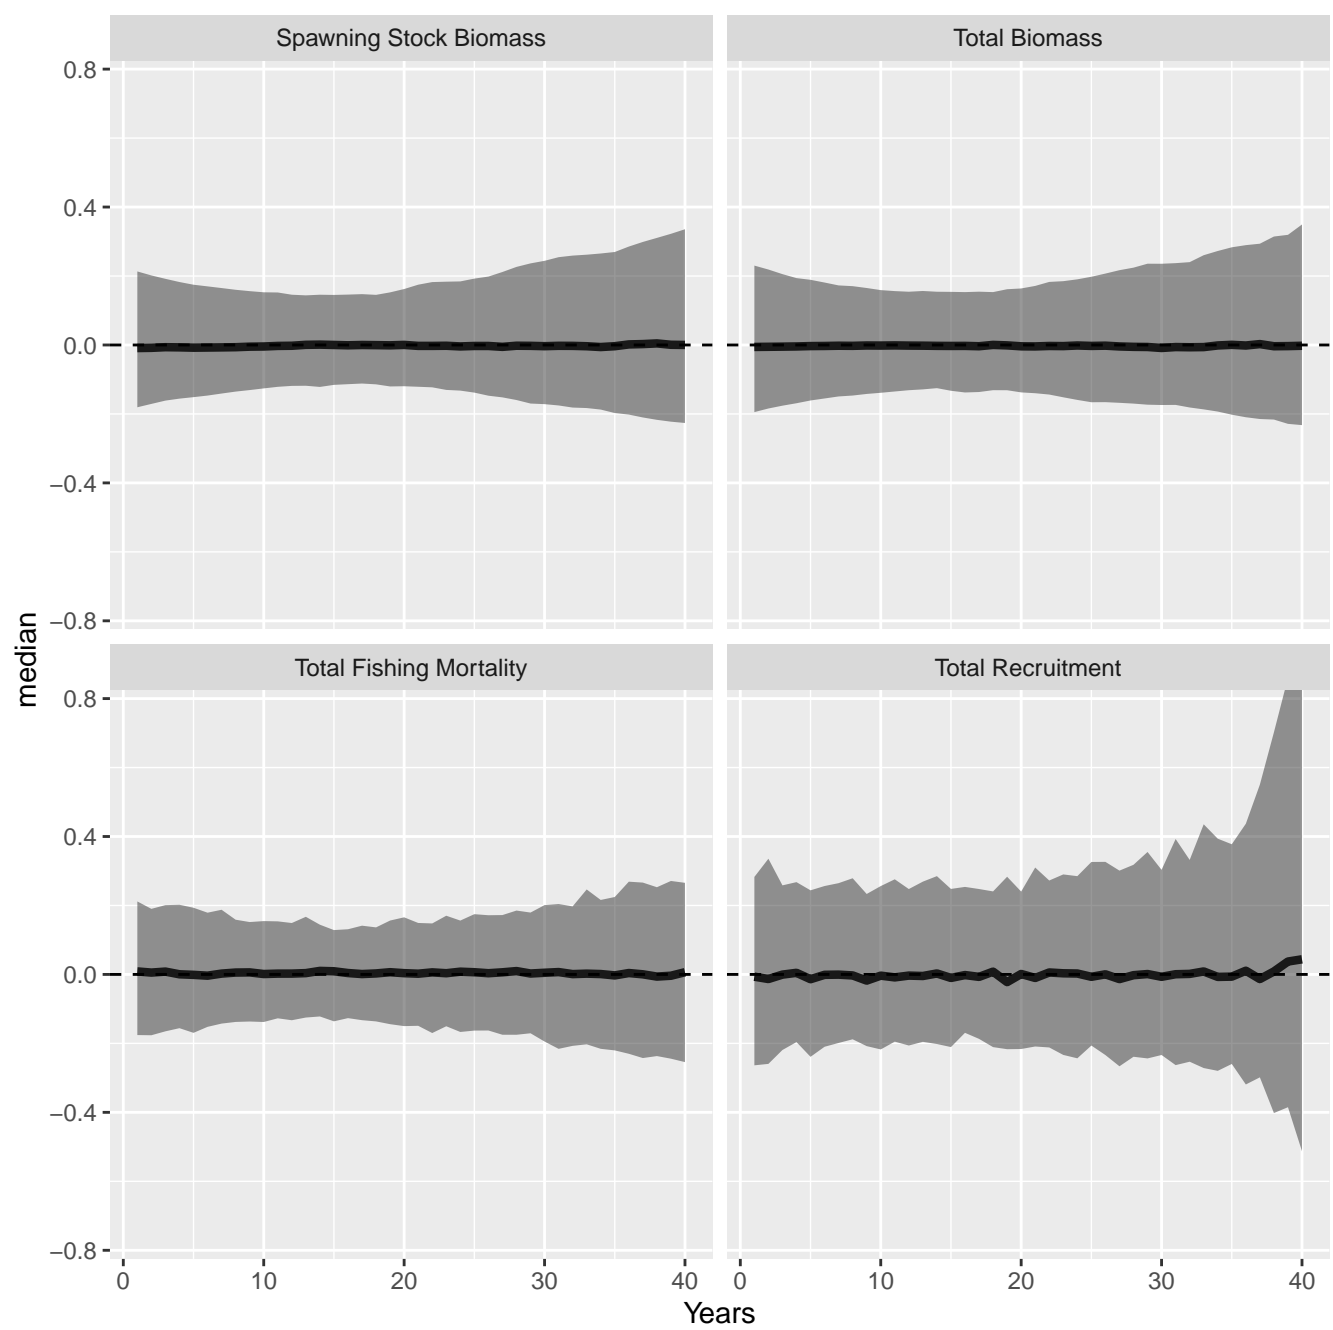 Spawning Stock Biomass
Total Biomass
0.8
0.4
0.0
−0.4
−0.8
median
Total Fishing Mortality
Total Recruitment
0.8
0.4
0.0
−0.4
−0.8
0 10 20 30 40
0 10 20 30 40
Years